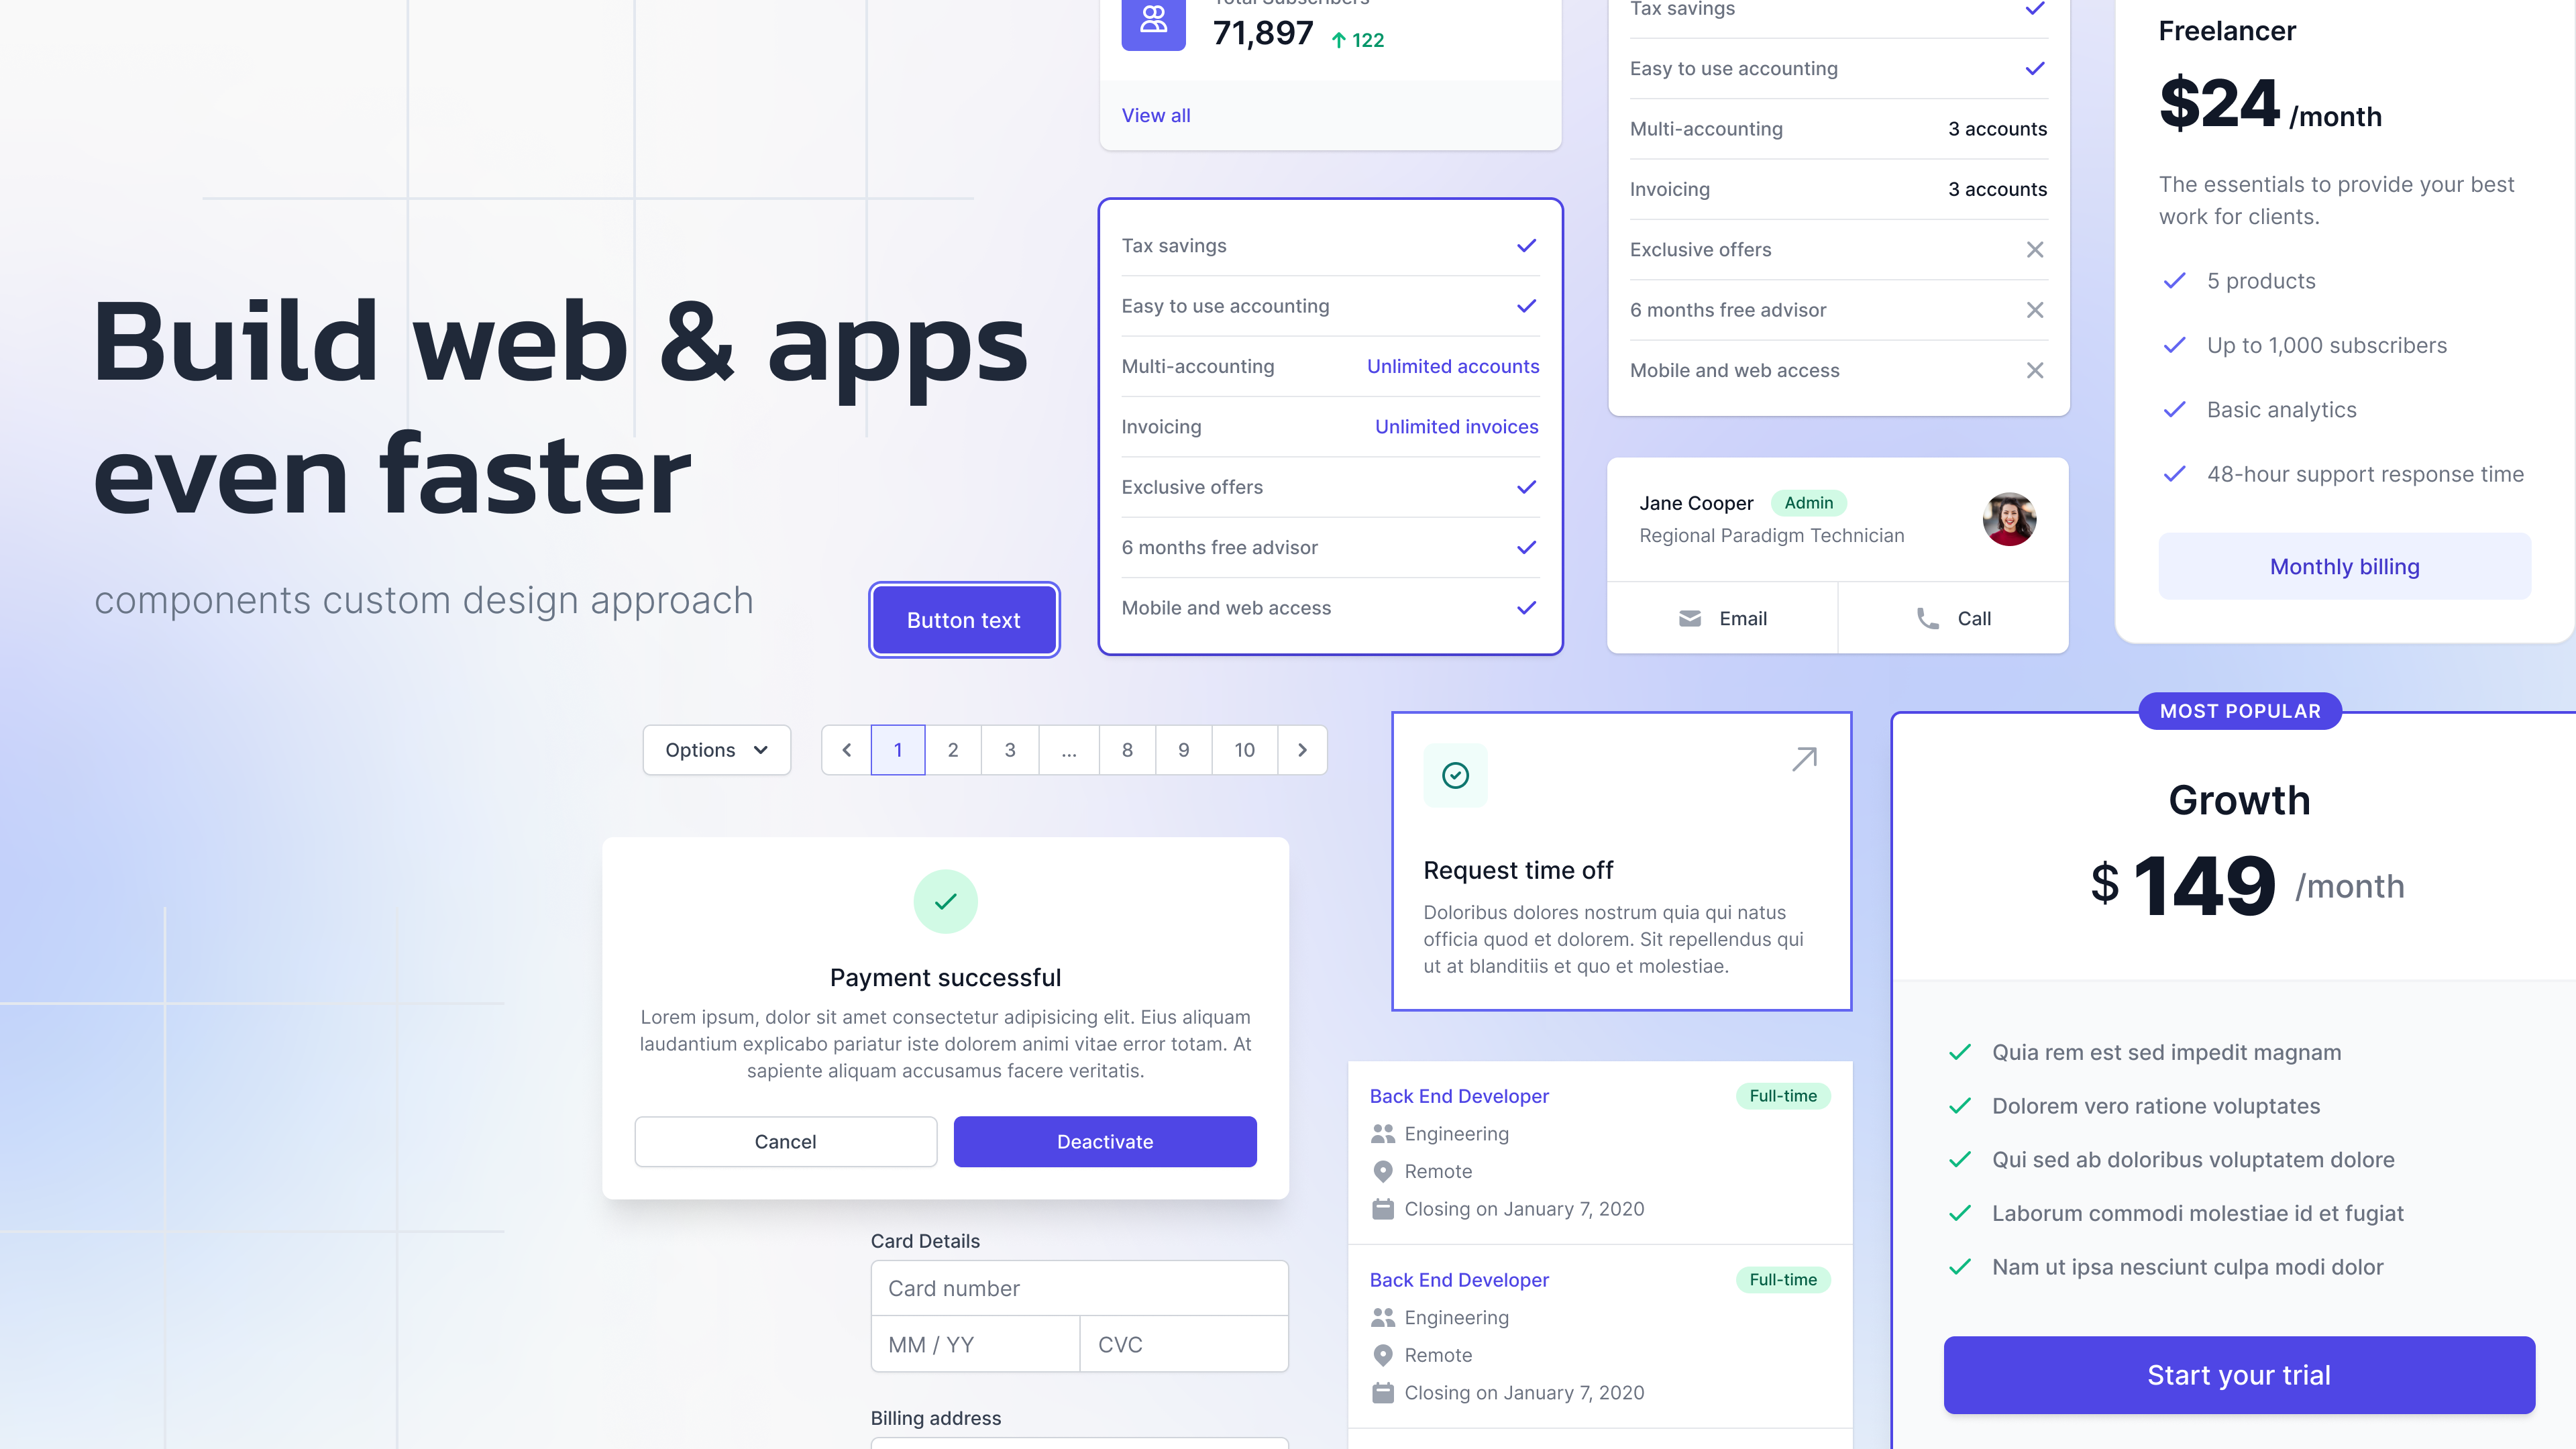 Build web & apps
even faster
components custom design approach
Button text
Total Subscribers
71,897
122
View all
Tax savings
Easy to use accounting
Multi-accounting Unlimited accounts
Invoicing Unlimited invoices
Exclusive offers
6 months free advisor
Mobile and web access
Tax savings
Easy to use accounting
Multi-accounting 3 accounts
Invoicing 3 accounts
Exclusive offers
6 months free advisor
Mobile and web access
Jane Cooper Admin
Regional Paradigm Technician
Email Call
Freelancer
$24 /month
The essentials to provide your best
work for clients.
5 products
Up to 1,000 subscribers
Basic analytics
48-hour support response time
Monthly billing
Options
1 2 3 ... 8 9 10
Payment successful
Lorem ipsum, dolor sit amet consectetur adipisicing elit. Eius aliquam
laudantium explicabo pariatur iste dolorem animi vitae error totam. At
sapiente aliquam accusamus facere veritatis.
Cancel Deactivate
Card Details
Card number
MM / YY CVC
Billing address
Request time off
Doloribus dolores nostrum quia qui natus
officia quod et dolorem. Sit repellendus qui
ut at blanditiis et quo et molestiae.
Back End Developer Full-time
Engineering
Remote
Closing on January 7, 2020
Back End Developer Full-time
Engineering
Remote
Closing on January 7, 2020
MOST POPULAR
Growth
$ 149 /month
Quia rem est sed impedit magnam
Dolorem vero ratione voluptates
Qui sed ab doloribus voluptatem dolore
Laborum commodi molestiae id et fugiat
Nam ut ipsa nesciunt culpa modi dolor
Start your trial